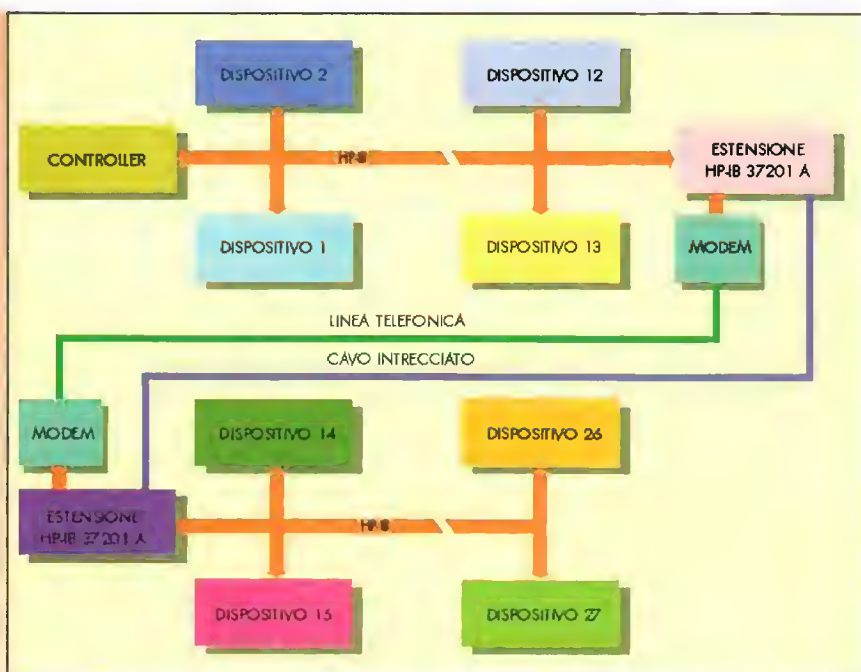 DISPOSITIVO 2
DISPOSITIVO 12
CONTROLLER
HP-IB
ESTENSIONE
HP-IB 37201 A
DISPOSITIVO 1
DISPOSITIVO 13
MODEM
LINEA TELEFONICA
CAVO INTRECCIATO
MODEM
DISPOSITIVO 14
DISPOSITIVO 26
ESTENSIONE
HP-IB 37201 A
HP-IB
DISPOSITIVO 15
DISPOSITIVO 27